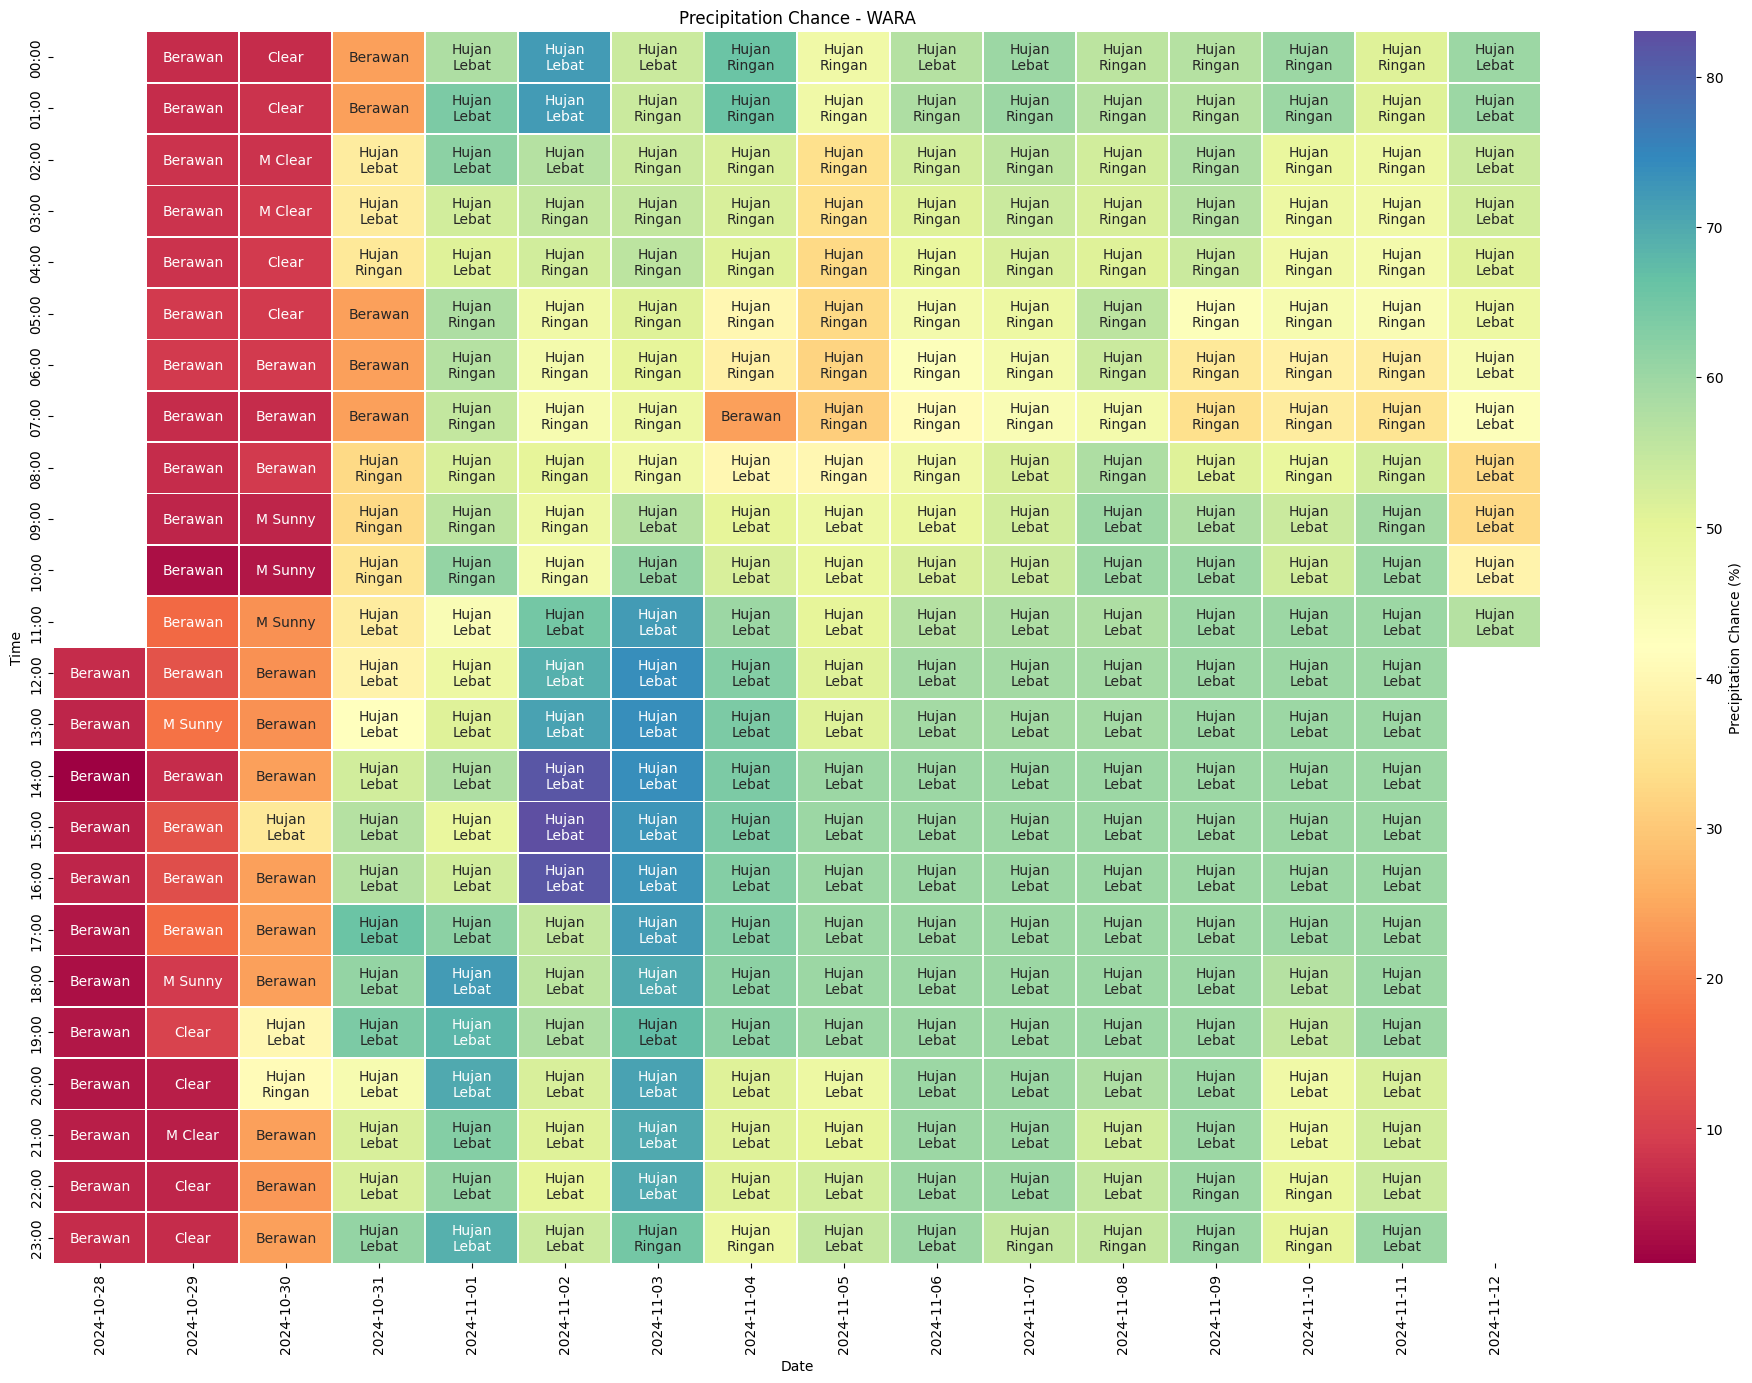 Precipitation Chance - WARA
00:00 Berawan Clear Berawan Hujan Lebat Hujan Lebat Hujan Lebat Hujan Ringan Hujan Ringan Hujan Lebat Hujan Lebat Hujan Ringan Hujan Ringan Hujan Ringan Hujan Ringan Hujan Lebat
01:00 Berawan Clear Berawan Hujan Lebat Hujan Lebat Hujan Ringan Hujan Ringan Hujan Ringan Hujan Ringan Hujan Ringan Hujan Ringan Hujan Ringan Hujan Ringan Hujan Ringan Hujan Lebat
02:00 Berawan M Clear Hujan Lebat Hujan Lebat Hujan Lebat Hujan Ringan Hujan Ringan Hujan Ringan Hujan Ringan Hujan Ringan Hujan Ringan Hujan Ringan Hujan Ringan Hujan Ringan Hujan Lebat
03:00 Berawan M Clear Hujan Lebat Hujan Lebat Hujan Ringan Hujan Ringan Hujan Ringan Hujan Ringan Hujan Ringan Hujan Ringan Hujan Ringan Hujan Ringan Hujan Ringan Hujan Ringan Hujan Lebat
04:00 Berawan Clear Hujan Ringan Hujan Lebat Hujan Ringan Hujan Ringan Hujan Ringan Hujan Ringan Hujan Ringan Hujan Ringan Hujan Ringan Hujan Ringan Hujan Ringan Hujan Ringan Hujan Lebat
05:00 Berawan Clear Berawan Hujan Ringan Hujan Ringan Hujan Ringan Hujan Ringan Hujan Ringan Hujan Ringan Hujan Ringan Hujan Ringan Hujan Ringan Hujan Ringan Hujan Ringan Hujan Lebat
06:00 Berawan Berawan Berawan Hujan Ringan Hujan Ringan Hujan Ringan Hujan Ringan Hujan Ringan Hujan Ringan Hujan Ringan Hujan Ringan Hujan Ringan Hujan Ringan Hujan Ringan Hujan Lebat
07:00 Berawan Berawan Berawan Hujan Ringan Hujan Ringan Hujan Ringan Berawan Hujan Ringan Hujan Ringan Hujan Ringan Hujan Ringan Hujan Ringan Hujan Ringan Hujan Ringan Hujan Lebat
08:00 Berawan Berawan Hujan Ringan Hujan Ringan Hujan Ringan Hujan Ringan Hujan Lebat Hujan Ringan Hujan Ringan Hujan Lebat Hujan Ringan Hujan Lebat Hujan Ringan Hujan Ringan Hujan Lebat
09:00 Berawan M Sunny Hujan Ringan Hujan Ringan Hujan Ringan Hujan Lebat Hujan Lebat Hujan Lebat Hujan Lebat Hujan Lebat Hujan Lebat Hujan Lebat Hujan Lebat Hujan Ringan Hujan Lebat
10:00 Berawan M Sunny Hujan Ringan Hujan Ringan Hujan Ringan Hujan Lebat Hujan Lebat Hujan Lebat Hujan Lebat Hujan Lebat Hujan Lebat Hujan Lebat Hujan Lebat Hujan Lebat Hujan Lebat
11:00 Berawan M Sunny Hujan Lebat Hujan Lebat Hujan Lebat Hujan Lebat Hujan Lebat Hujan Lebat Hujan Lebat Hujan Lebat Hujan Lebat Hujan Lebat Hujan Lebat Hujan Lebat Hujan Lebat
12:00 Berawan Berawan Berawan Hujan Lebat Hujan Lebat Hujan Lebat Hujan Lebat Hujan Lebat Hujan Lebat Hujan Lebat Hujan Lebat Hujan Lebat Hujan Lebat Hujan Lebat Hujan Lebat
13:00 Berawan M Sunny Berawan Hujan Lebat Hujan Lebat Hujan Lebat Hujan Lebat Hujan Lebat Hujan Lebat Hujan Lebat Hujan Lebat Hujan Lebat Hujan Lebat Hujan Lebat Hujan Lebat
14:00 Berawan Berawan Berawan Hujan Lebat Hujan Lebat Hujan Lebat Hujan Lebat Hujan Lebat Hujan Lebat Hujan Lebat Hujan Lebat Hujan Lebat Hujan Lebat Hujan Lebat Hujan Lebat
15:00 Berawan Berawan Hujan Lebat Hujan Lebat Hujan Lebat Hujan Lebat Hujan Lebat Hujan Lebat Hujan Lebat Hujan Lebat Hujan Lebat Hujan Lebat Hujan Lebat Hujan Lebat Hujan Lebat
16:00 Berawan Berawan Berawan Hujan Lebat Hujan Lebat Hujan Lebat Hujan Lebat Hujan Lebat Hujan Lebat Hujan Lebat Hujan Lebat Hujan Lebat Hujan Lebat Hujan Lebat Hujan Lebat
17:00 Berawan Berawan Berawan Hujan Lebat Hujan Lebat Hujan Lebat Hujan Lebat Hujan Lebat Hujan Lebat Hujan Lebat Hujan Lebat Hujan Lebat Hujan Lebat Hujan Lebat Hujan Lebat
18:00 Berawan M Sunny Berawan Hujan Lebat Hujan Lebat Hujan Lebat Hujan Lebat Hujan Lebat Hujan Lebat Hujan Lebat Hujan Lebat Hujan Lebat Hujan Lebat Hujan Lebat Hujan Lebat
19:00 Berawan Clear Hujan Lebat Hujan Lebat Hujan Lebat Hujan Lebat Hujan Lebat Hujan Lebat Hujan Lebat Hujan Lebat Hujan Lebat Hujan Lebat Hujan Lebat Hujan Lebat Hujan Lebat
20:00 Berawan Clear Hujan Ringan Hujan Lebat Hujan Lebat Hujan Lebat Hujan Lebat Hujan Lebat Hujan Lebat Hujan Lebat Hujan Lebat Hujan Lebat Hujan Lebat Hujan Lebat Hujan Lebat
21:00 Berawan M Clear Berawan Hujan Lebat Hujan Lebat Hujan Lebat Hujan Lebat Hujan Lebat Hujan Lebat Hujan Lebat Hujan Lebat Hujan Lebat Hujan Lebat Hujan Lebat Hujan Lebat
22:00 Berawan Clear Berawan Hujan Lebat Hujan Lebat Hujan Lebat Hujan Lebat Hujan Lebat Hujan Lebat Hujan Lebat Hujan Lebat Hujan Lebat Hujan Ringan Hujan Ringan Hujan Lebat
23:00 Berawan Clear Berawan Hujan Lebat Hujan Lebat Hujan Lebat Hujan Ringan Hujan Ringan Hujan Lebat Hujan Lebat Hujan Ringan Hujan Ringan Hujan Ringan Hujan Ringan Hujan Lebat
2024-10-28 2024-10-29 2024-10-30 2024-10-31 2024-11-01 2024-11-02 2024-11-03 2024-11-04 2024-11-05 2024-11-06 2024-11-07 2024-11-08 2024-11-09 2024-11-10 2024-11-11 2024-11-12
Date
Time
80
70
60
50
40
30
20
10
Precipitation Chance (%)